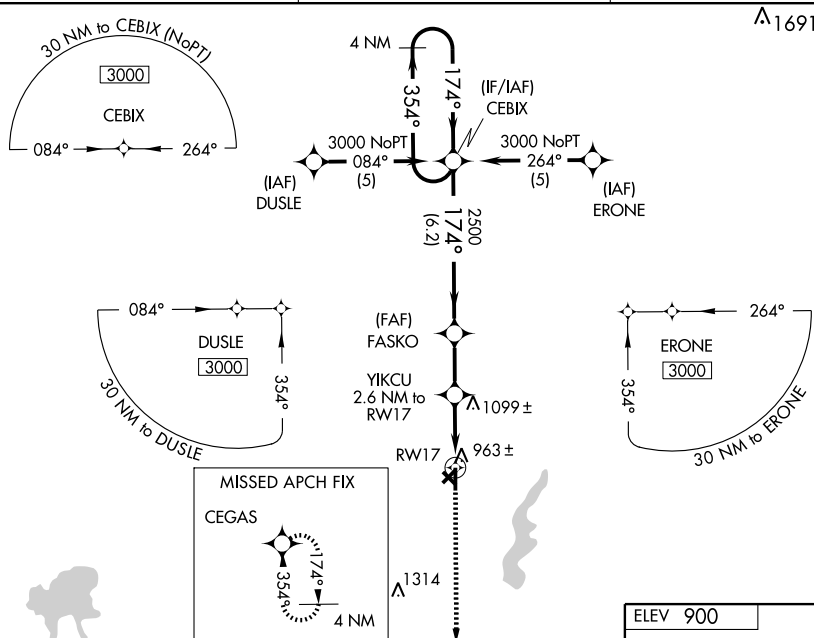 1691
30 NM to CEBIX (NoPT)
3000
CEBIX
084°
264°
4 NM
354°
174°
(IF/IAF)
CEBIX
3000 NoPT
084°
(5)
3000 NoPT
264°
(5)
(IAF)
DUSLE
(IAF)
ERONE
2500
174°
(6.2)
084°
DUSLE
3000
354°
30 NM to DUSLE
(FAF)
FASKO
YIKCU
2.6 NM to
RW17
1099 ±
RW17
963 ±
264°
ERONE
3000
354°
30 NM to ERONE
MISSED APCH FIX
CEGAS
354°
174°
4 NM
1314
ELEV 900